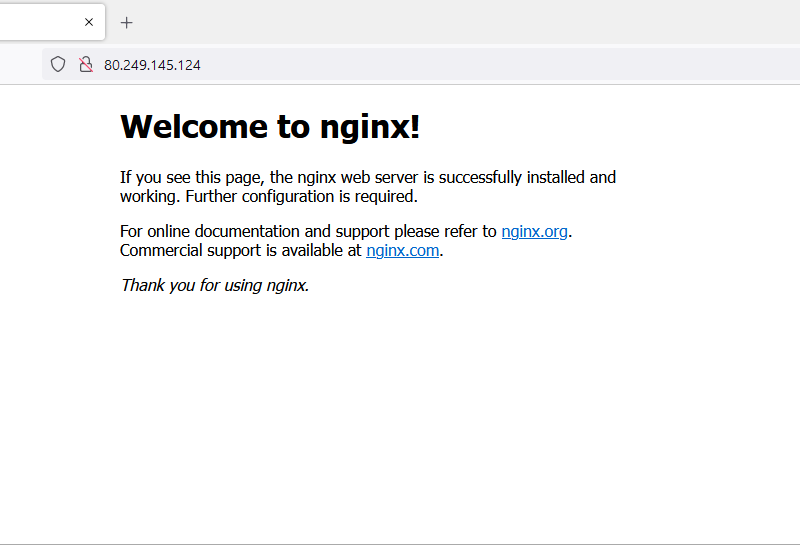 80.249.145.124
Welcome to nginx!
If you see this page, the nginx web server is successfully installed and
working. Further configuration is required.
For online documentation and support please refer to nginx.org.
Commercial support is available at nginx.com.
Thank you for using nginx.